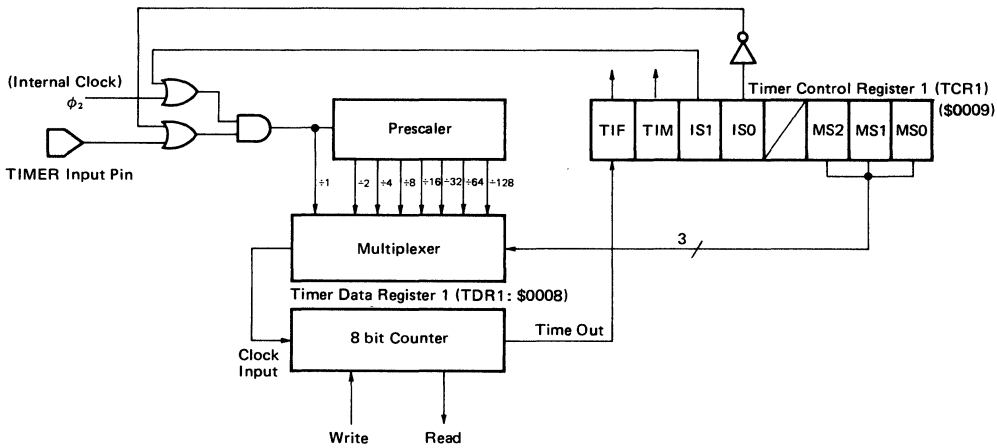 (Internal Clock)
φ2
TIMER Input Pin
Prescaler
÷1 ÷2 ÷4 ÷8 ÷16 ÷32 ÷64 ÷128
Multiplexer
Timer Data Register 1 (TDR1: $0008)
8 bit Counter
Clock
Input
Write
Read
Time Out
3
Timer Control Register 1 (TCR1)
($0009)
TIF TIM IS1 IS0 MS2 MS1 MS0